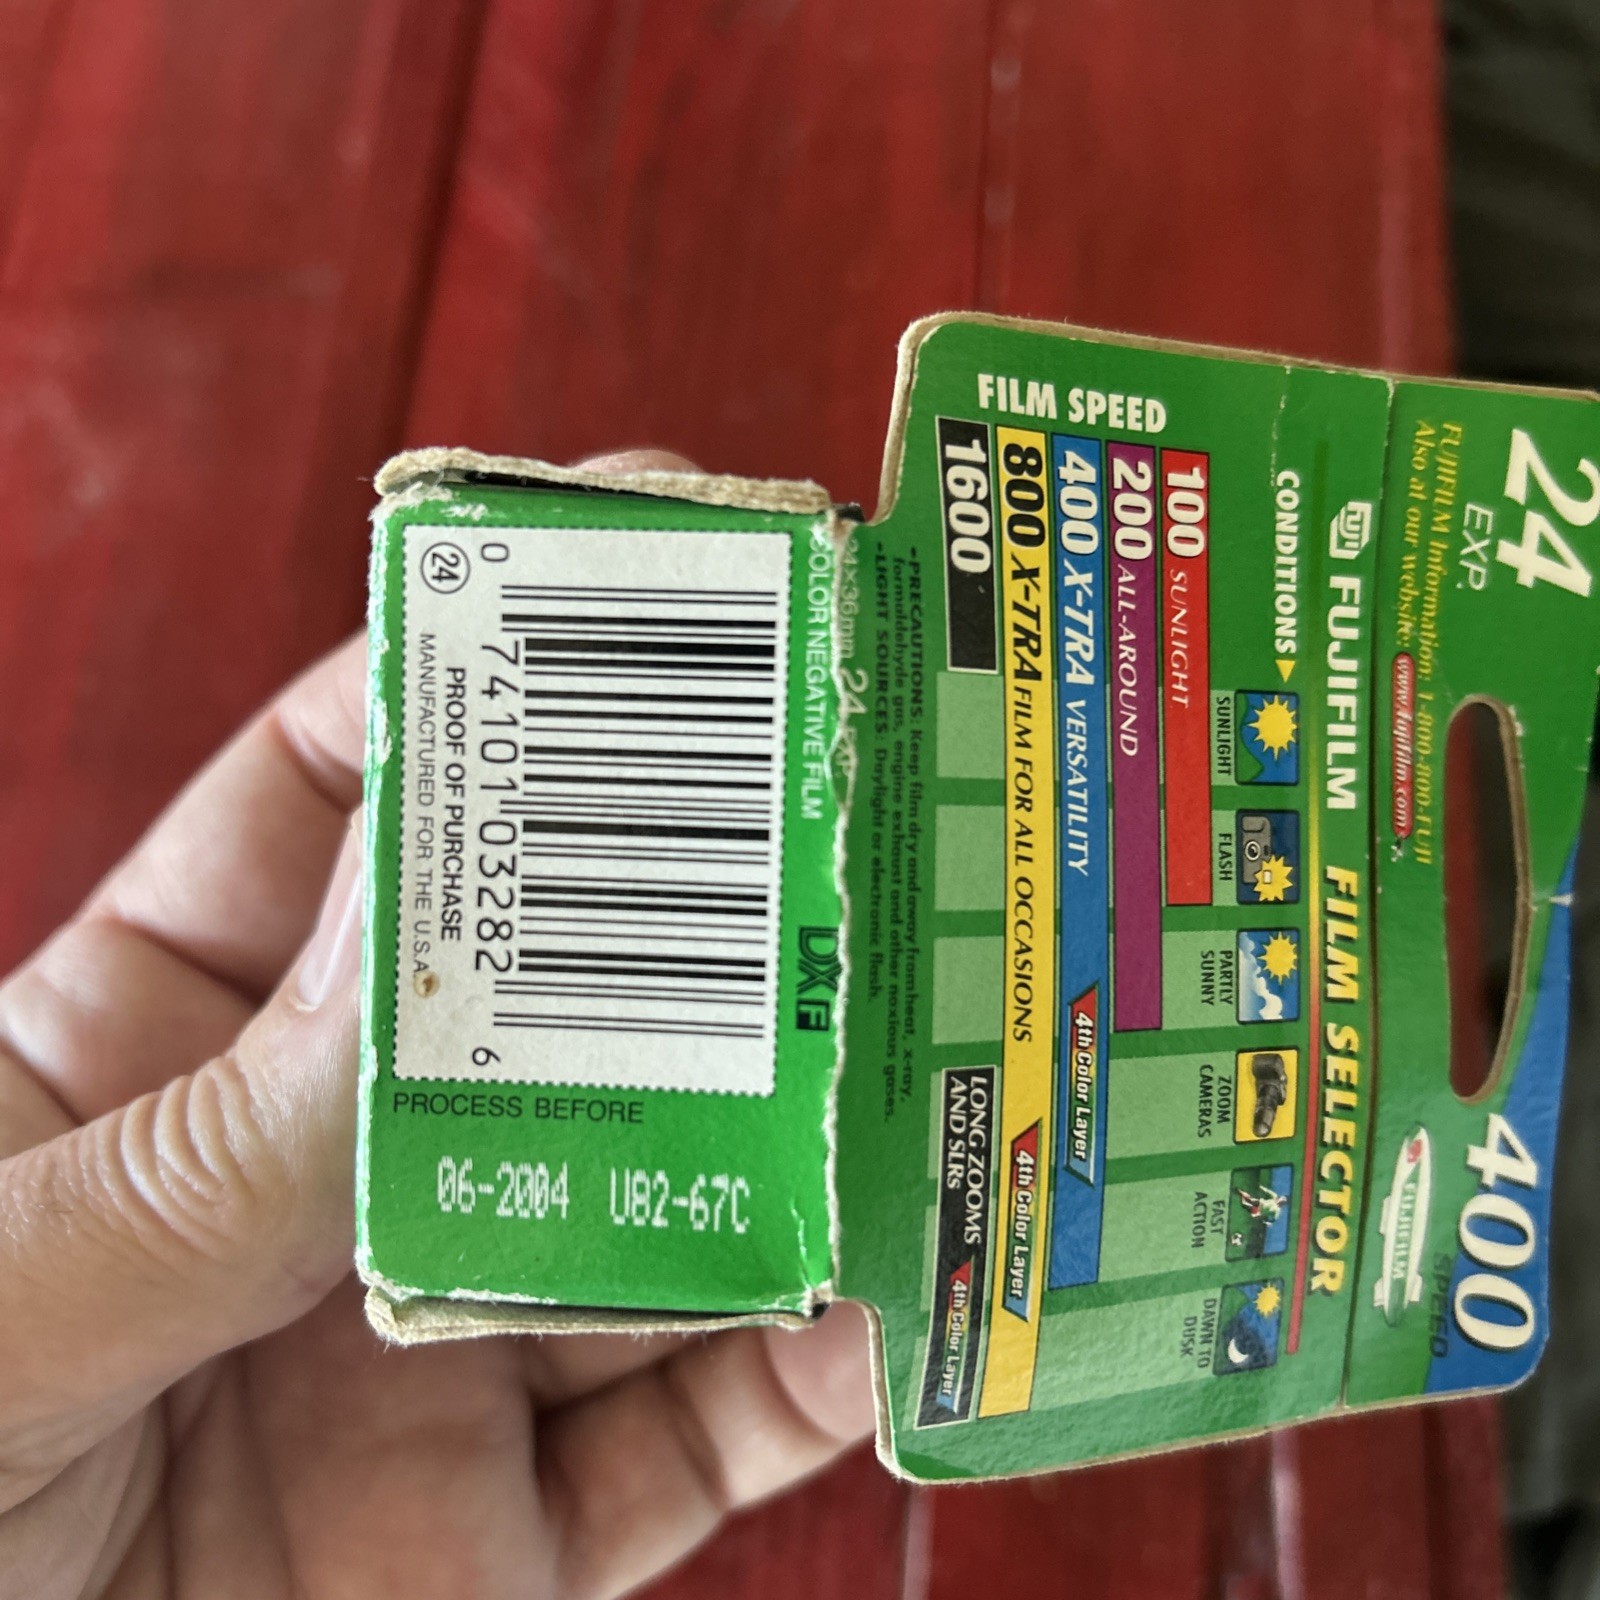 24
EXP.
400
SPEED
FUJIFILM Information: 1-800-800-FUJI
Also at our website: www.fujifilm.com
FUJIFILM
FUJI FUJIFILM FILM SELECTOR
CONDITIONS
SUNLIGHT
FLASH
PARTLY
SUNNY
ZOOM
CAMERAS
FAST
ACTION
DAWN TO
DUSK
FILM SPEED
100 SUNLIGHT
200 ALL-AROUND
400 X-TRA VERSATILITY 4th Color Layer
800 X-TRA FILM FOR ALL OCCASIONS 4th Color Layer
1600
LONG ZOOMS
AND SLRS
4th Color Layer
•PRECAUTIONS: Keep film dry and away from heat, x-ray,
formaldehyde gas, engine exhaust and other noxious gases.
•LIGHT SOURCES: Daylight or electronic flash.
24x36mm 24 EXP.
COLOR NEGATIVE FILM
DXF
0 74101 03282 6
24
PROOF OF PURCHASE
MANUFACTURED FOR THE U.S.A.
PROCESS BEFORE
06-2004 U82-67C